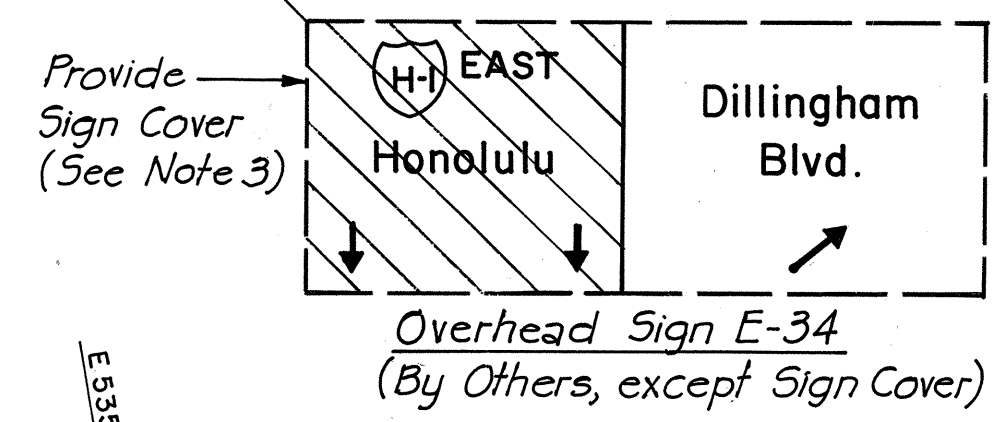 Provide
Sign Cover
(See Note 3)
H-1 EAST
Honolulu
Dillingham
Blvd.
Overhead Sign E-34
(By Others, except Sign Cover)
E 535